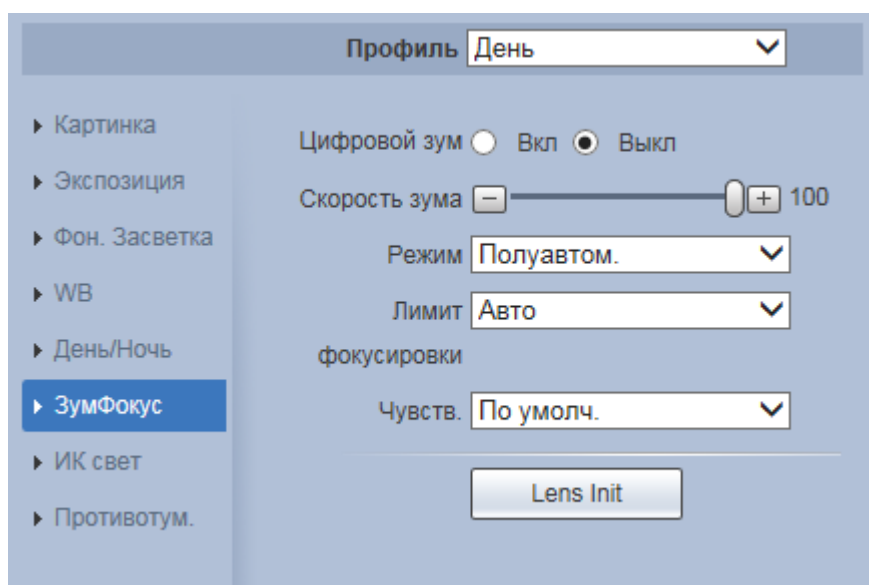 Профиль День
Картинка
Экспозиция
Фон. Засветка
WB
День/Ночь
ЗумФокус
ИК свет
Противотум.
Цифровой зум Вкл Выкл
Скорость зума 100
Режим Полуавтом.
Лимит Авто
фокусировки
Чувств. По умолч.
Lens Init